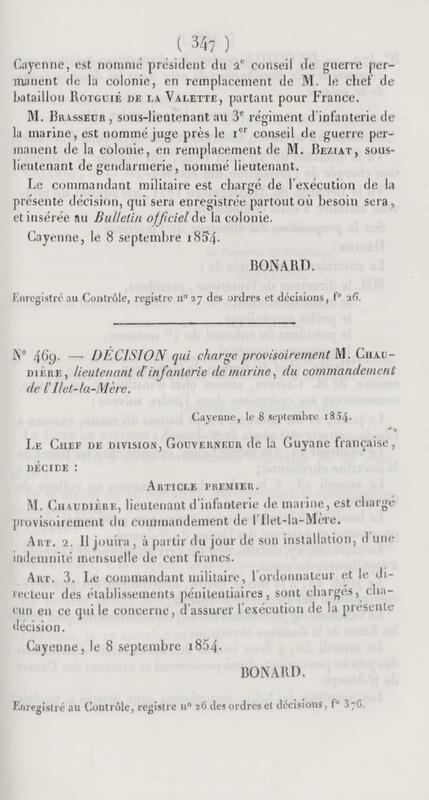 ( 347 )
Cayenne, est nommé président du 2e conseil de guerre per-
manent de la colonie, en remplacement de M. le chef de
bataillon ROTGUIÉ DE LA VALETTE, partant pour France.
M. BRASSEUR, sous-lieutenant au 3e régiment d'infanterie de
la marine, est nommé juge près le 1er conseil de guerre per-
manent de la colonie, en remplacement de M. BEZIAT, sous-
lieutenant de gendarmerie, nommé lieutenant.
Le commandant militaire est chargé de l'exécution de la
présente décision, qui sera enregistrée partout où besoin sera,
et insérée au Bulletin officiel de la colonie.
Cayenne, le 8 septembre 1854.
BONARD.
Enregistré au Contrôle, registre no 27 des ordres et décisions, fo 26.
No 469. — DÉCISION qui charge provisoirement M. CHAU-
DIÈRE, lieutenant d'infanterie de marine, du commandement
de l'Ilet-la-Mère.
Cayenne, le 8 septembre 1854.
LE CHEF DE DIVISION, GOUVERNEUR de la Guyane française,
DÉCIDE :
ARTICLE PREMIER.
M. CHAUDIÈRE, lieutenant d'infanterie de marine, est chargé
provisoirement du commandement de l'Ilet-la-Mère.
ART. 2. Il jouira, à partir du jour de son installation, d'une
indemnité mensuelle de cent francs.
ART. 3. Le commandant militaire, l'ordonnateur et le di-
recteur des établissements pénitentiaires, sont chargés, cha-
cun en ce qui le concerne, d'assurer l'exécution de la présente
décision.
Cayenne, le 8 septembre 1854.
BONARD.
Enregistré au Contrôle, registre no 26 des ordres et décisions, fo 376.